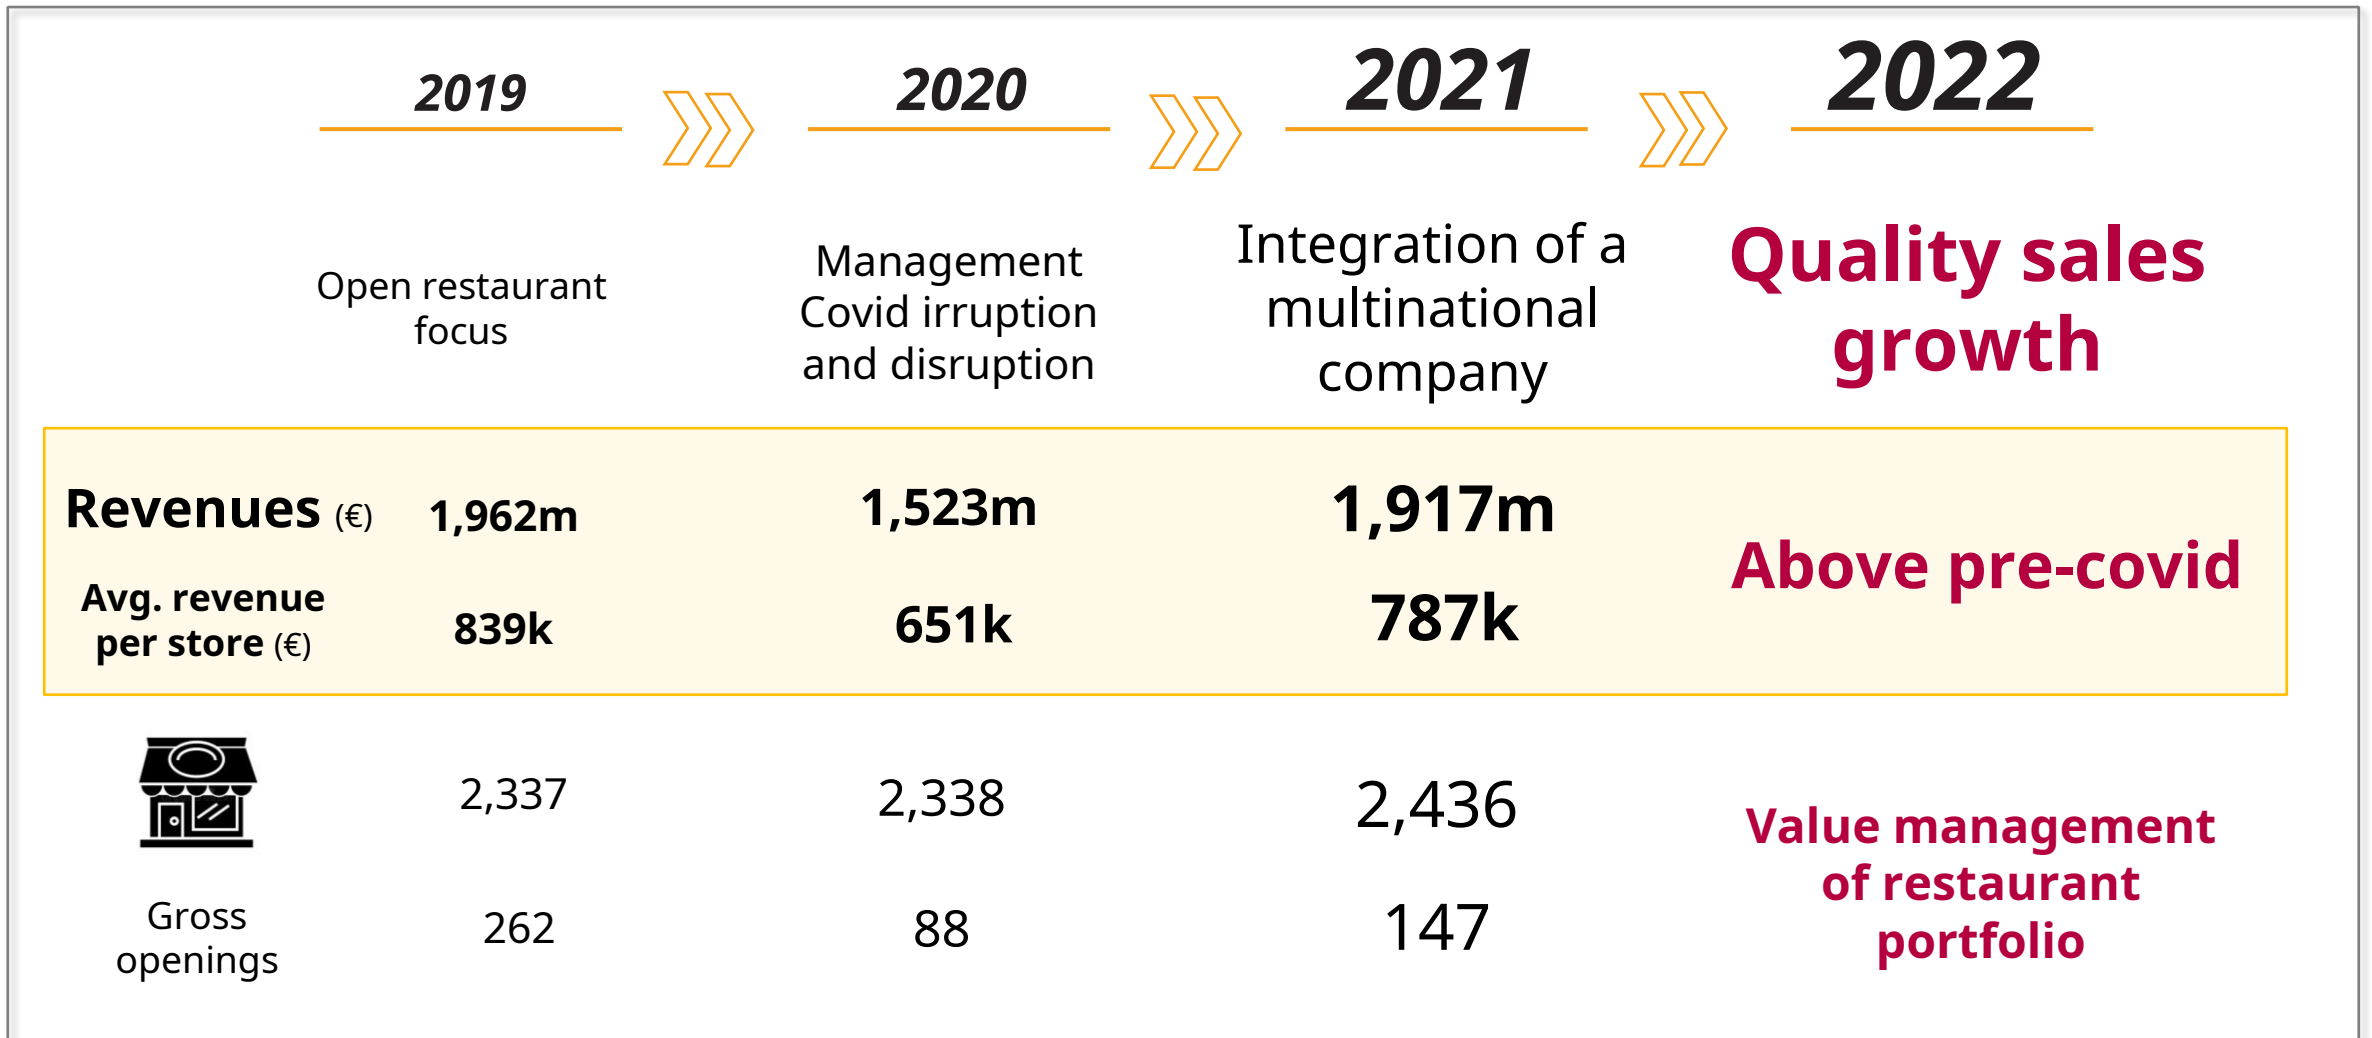 2019
2020
2021
2022
Open restaurant
focus
Management
Covid irruption
and disruption
Integration of a
multinational
company
Quality sales
growth
Revenues (€) 1,962m 1,523m 1,917m
Above pre-covid
Avg. revenue
per store (€)
839k 651k 787k
2,337 2,338 2,436
Value management
of restaurant
portfolio
Gross
openings
262 88 147